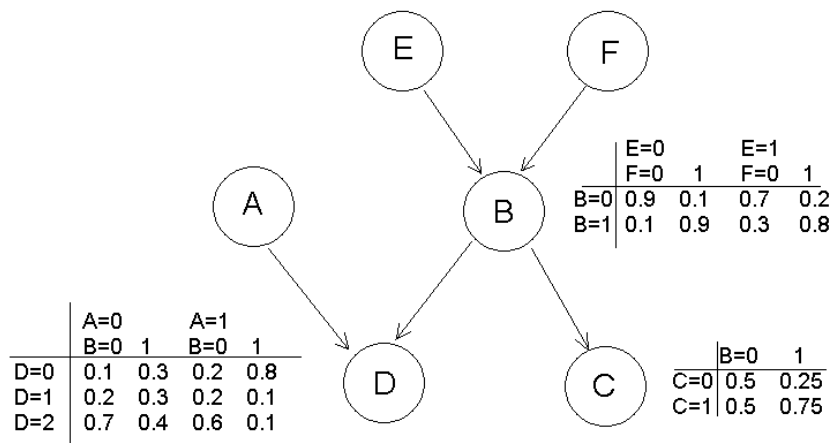 E
F
E=0 E=1
F=0 1 F=0 1
B=0 0.9 0.1 0.7 0.2
B=1 0.1 0.9 0.3 0.8
A
B
A=0 A=1
B=0 1 B=0 1
D=0 0.1 0.3 0.2 0.8
D=1 0.2 0.3 0.2 0.1
D=2 0.7 0.4 0.6 0.1
D
C
B=0 1
C=0 0.5 0.25
C=1 0.5 0.75